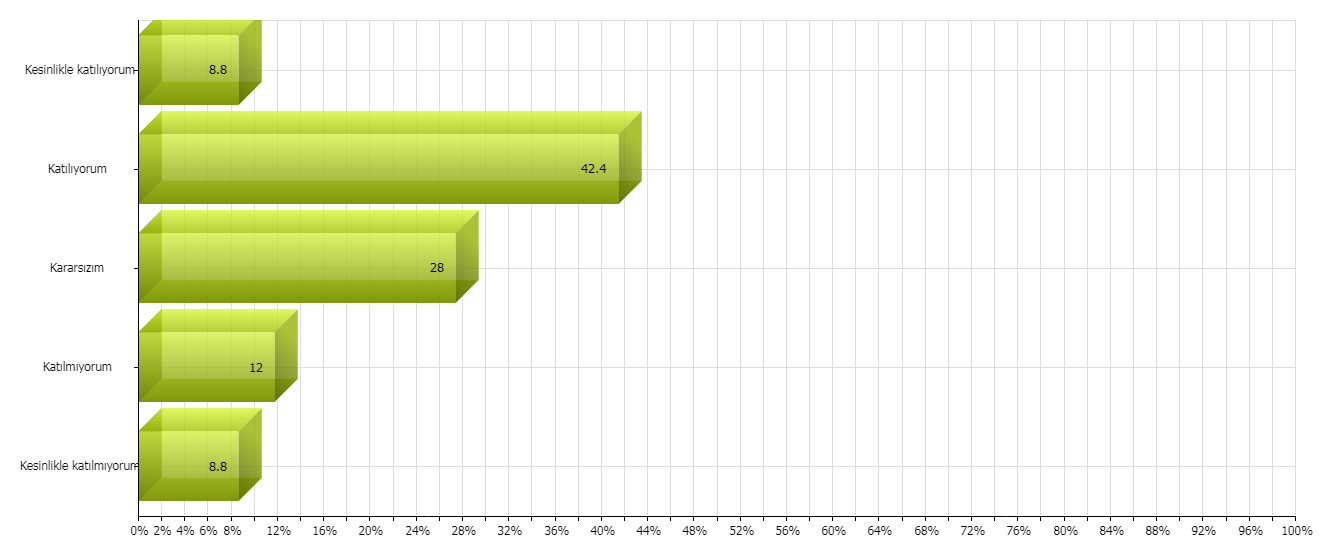 Kesinlikle katılıyorum
8.8
Katılıyorum
42.4
Kararsızım
28
Katılmıyorum
12
Kesinlikle katılmıyorum
8.8
0% 2% 4% 6% 8% 12% 16% 20% 24% 28% 32% 36% 40% 44% 48% 52% 56% 60% 64% 68% 72% 76% 80% 84% 88% 92% 96% 100%